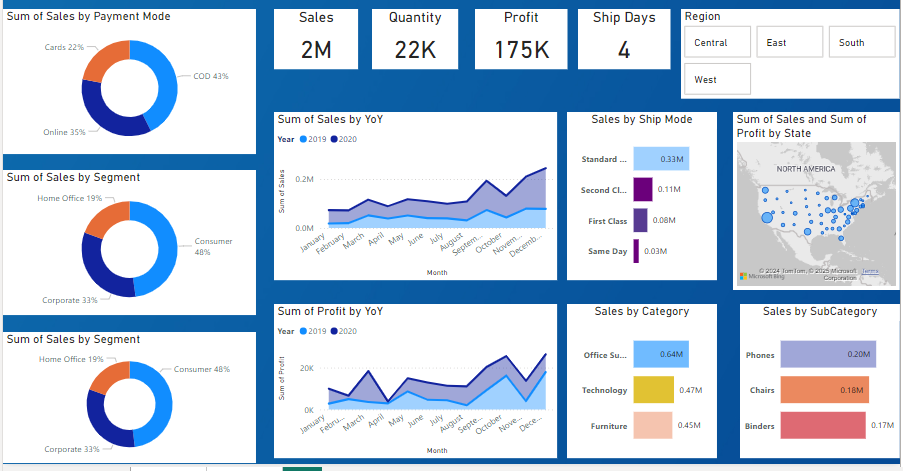 Sum of Sales by Payment Mode
Cards 22%
COD 43%
Online 35%
Sum of Sales by Segment
Home Office 19%
Consumer
48%
Corporate 33%
Sum of Sales by Segment
Home Office 19%
Consumer 48%
Corporate 33%
Sales
2M
Quantity
22K
Profit
175K
Ship Days
4
Region
Central
East
South
West
Sum of Sales by YoY
Year 2019 2020
Sum of Sales
0.2M
0.0M
January
February
March
April
May
June
July
August
Septe...
October
Novem...
Decemb...
Month
Sales by Ship Mode
Standard ... 0.33M
Second Cl... 0.11M
First Class 0.08M
Same Day 0.03M
Sum of Sales and Sum of
Profit by State
NORTH AMERICA
© 2024 TomTom, © 2025 Microsoft
Corporation Terms
Microsoft Bing
Sum of Profit by YoY
Year 2019 2020
Sum of Profit
20K
0K
January
Febru...
March
April
May
June
July
August
Septe...
October
Nove...
Dece...
Month
Sales by Category
Office Su... 0.64M
Technology 0.47M
Furniture 0.45M
Sales by SubCategory
Phones 0.20M
Chairs 0.18M
Binders 0.17M